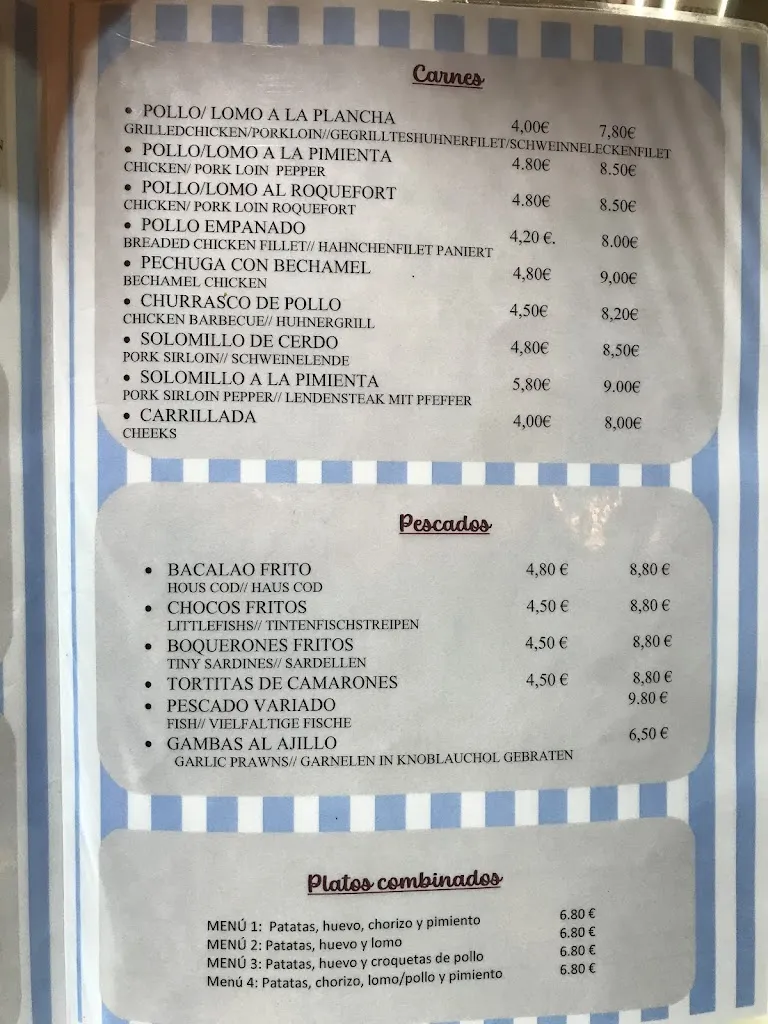 Carnes
• POLLO/ LOMO A LA PLANCHA 4,00€ 7,80€
GRILLEDCHICKEN/PORKLOIN//GEGRILLTESHUHNERFILET/SCHWEINNELECKENFILET
• POLLO/LOMO A LA PIMIENTA 4.80€ 8.50€
CHICKEN/ PORK LOIN PEPPER
• POLLO/LOMO AL ROQUEFORT 4.80€ 8.50€
CHICKEN/ PORK LOIN ROQUEFORT
• POLLO EMPANADO 4,20 €. 8.00€
BREADED CHICKEN FILLET// HAHNCHENFILET PANIERT
• PECHUGA CON BECHAMEL 4,80€ 9,00€
BECHAMEL CHICKEN
• CHURRASCO DE POLLO 4,50€ 8,20€
CHICKEN BARBECUE// HUHNERGRILL
• SOLOMILLO DE CERDO 4,80€ 8,50€
PORK SIRLOIN// SCHWEINELENDE
• SOLOMILLO A LA PIMIENTA 5,80€ 9.00€
PORK SIRLOIN PEPPER// LENDENSTEAK MIT PFEFFER
• CARRILLADA 4,00€ 8,00€
CHEEKS
Pescados
• BACALAO FRITO 4,80 € 8,80 €
HOUS COD// HAUS COD
• CHOCOS FRITOS 4,50 € 8,80 €
LITTLEFISHS// TINTENFISCHSTREIPEN
• BOQUERONES FRITOS 4,50 € 8,80 €
TINY SARDINES// SARDELLEN
• TORTITAS DE CAMARONES 4,50 € 8,80 €
• PESCADO VARIADO 9.80 €
FISH// VIELFALTIGE FISCHE
• GAMBAS AL AJILLO 6,50 €
GARLIC PRAWNS// GARNELEN IN KNOBLAUCHOL GEBRATEN
Platos combinados
MENÚ 1: Patatas, huevo, chorizo y pimiento 6.80 €
MENÚ 2: Patatas, huevo y lomo 6.80 €
MENÚ 3: Patatas, huevo y croquetas de pollo 6.80 €
Menú 4: Patatas, chorizo, lomo/pollo y pimiento 6.80 €